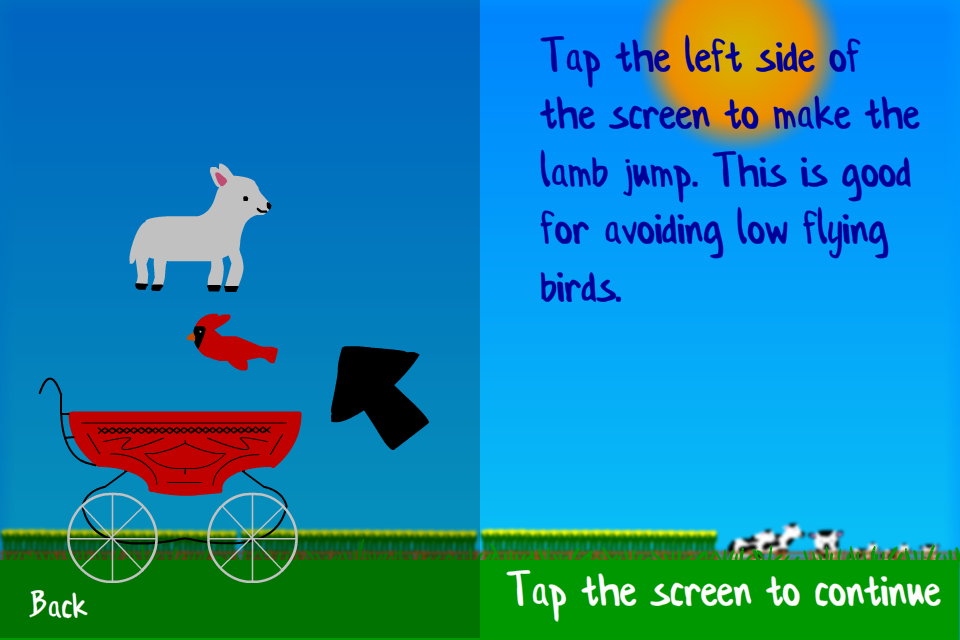 Tap the left side of
the screen to make the
lamb jump. This is good
for avoiding low flying
birds.
Tap the screen to continue
Back